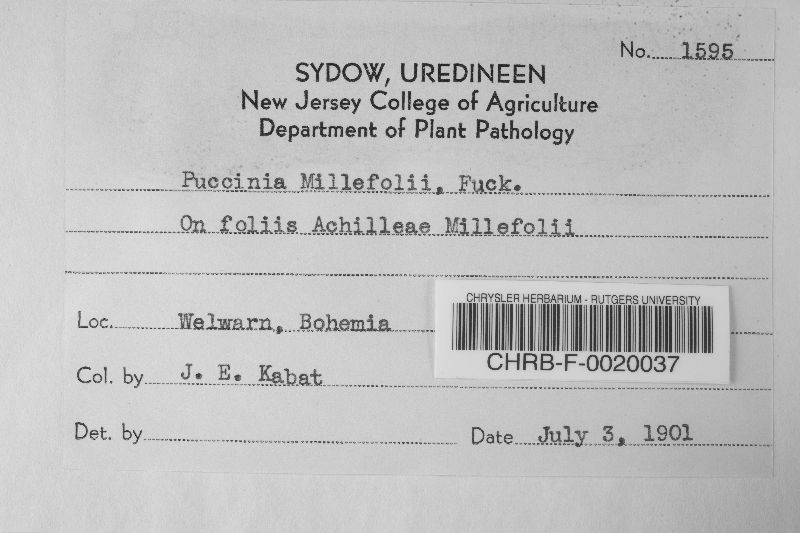 No. 1595
SYDOW, UREDINEEN
New Jersey College of Agriculture
Department of Plant Pathology
Puccinia Millefolii, Fuck.
On foliis Achilleae Millefolii
Loc. Welwarn, Bohemia
CHRYSLER HERBARIUM - RUTGERS UNIVERSITY
CHRB-F-0020037
Col. by J. E. Kabat
Det. by
Date July 3, 1901